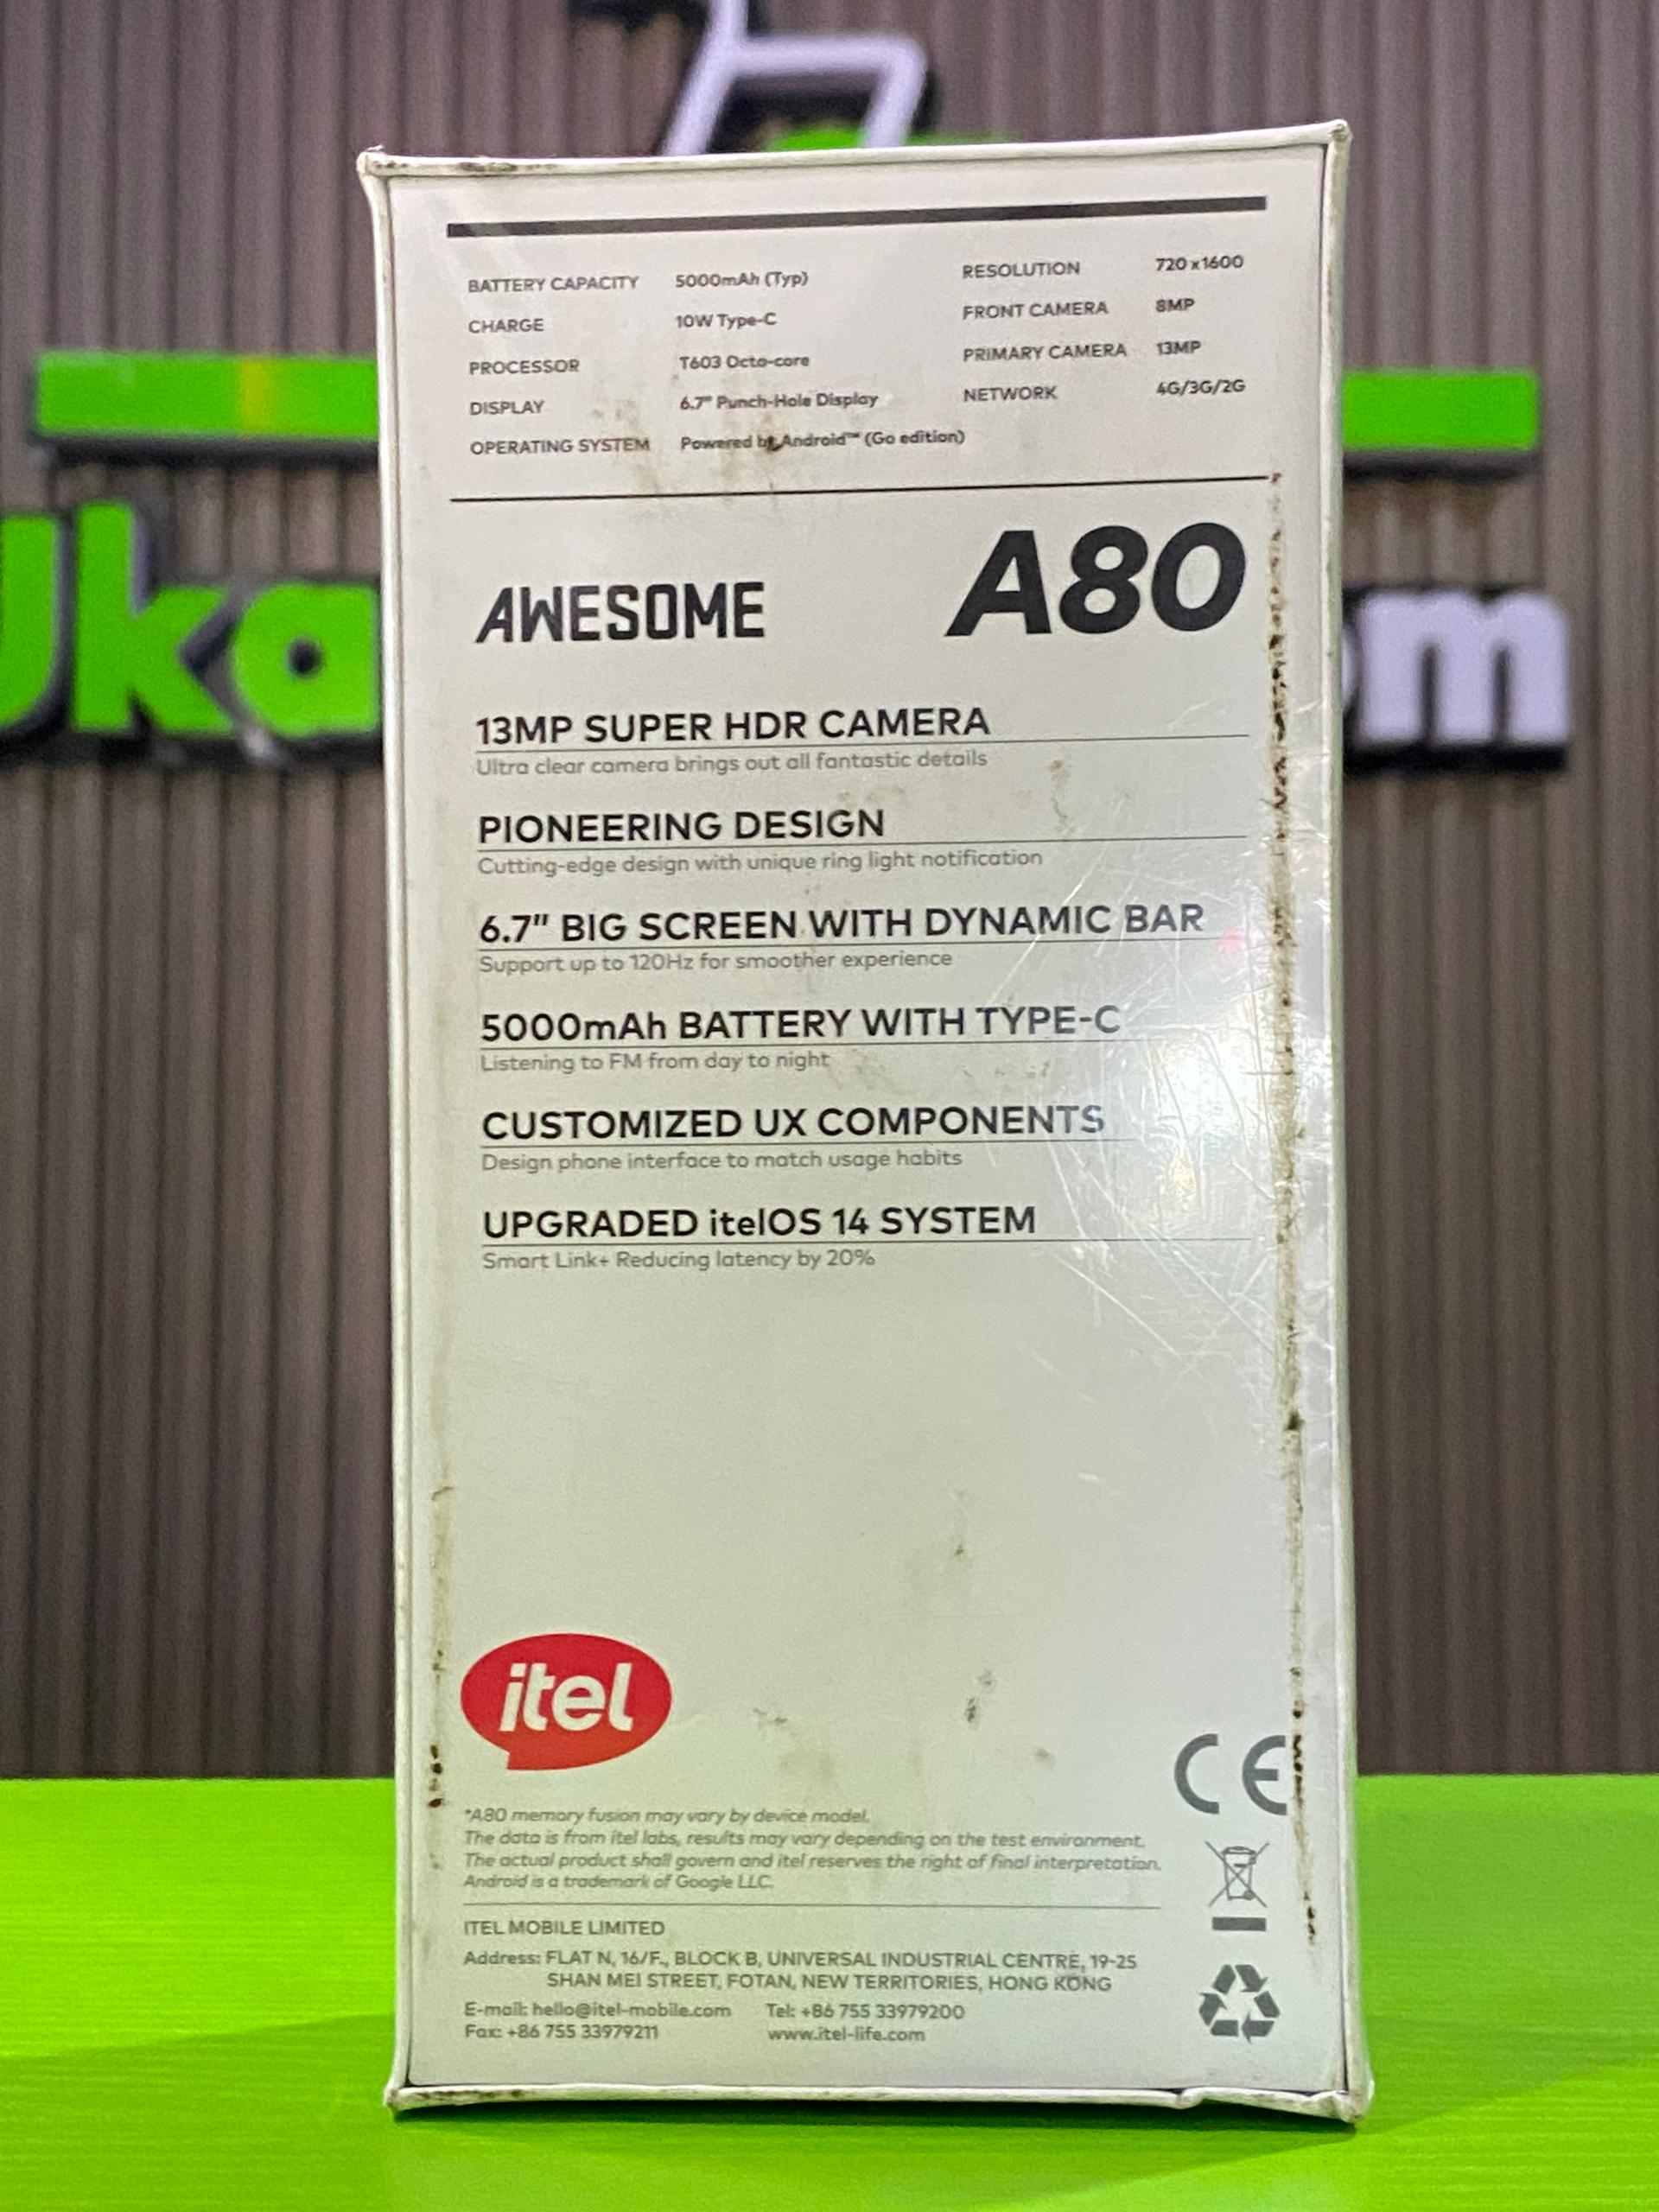 BATTERY CAPACITY 5000mAh (Typ)
CHARGE 10W Type-C
PROCESSOR T603 Octa-core
DISPLAY 6.7" Punch-Hole Display
OPERATING SYSTEM Powered by Android™ (Go edition)
RESOLUTION 720 x1600
FRONT CAMERA 8MP
PRIMARY CAMERA 13MP
NETWORK 4G/3G/2G
AWESOME A80
13MP SUPER HDR CAMERA
Ultra clear camera brings out all fantastic details
PIONEERING DESIGN
Cutting-edge design with unique ring light notification
6.7" BIG SCREEN WITH DYNAMIC BAR
Support up to 120Hz for smoother experience
5000mAh BATTERY WITH TYPE-C
Listening to FM from day to night
CUSTOMIZED UX COMPONENTS
Design phone interface to match usage habits
UPGRADED itelOS 14 SYSTEM
Smart Link+ Reducing latency by 20%
itel
CE
*A80 memory fusion may vary by device model.
The data is from itel labs, results may vary depending on the test environment.
The actual product shall govern and itel reserves the right of final interpretation.
Android is a trademark of Google LLC.
ITEL MOBILE LIMITED
Address: FLAT N, 16/F., BLOCK B, UNIVERSAL INDUSTRIAL CENTRE, 19-25
SHAN MEI STREET, FOTAN, NEW TERRITORIES, HONG KONG
E-mail: hello@itel-mobile.com Tel: +86 755 33979200
Fax: +86 755 33979211 www.itel-life.com